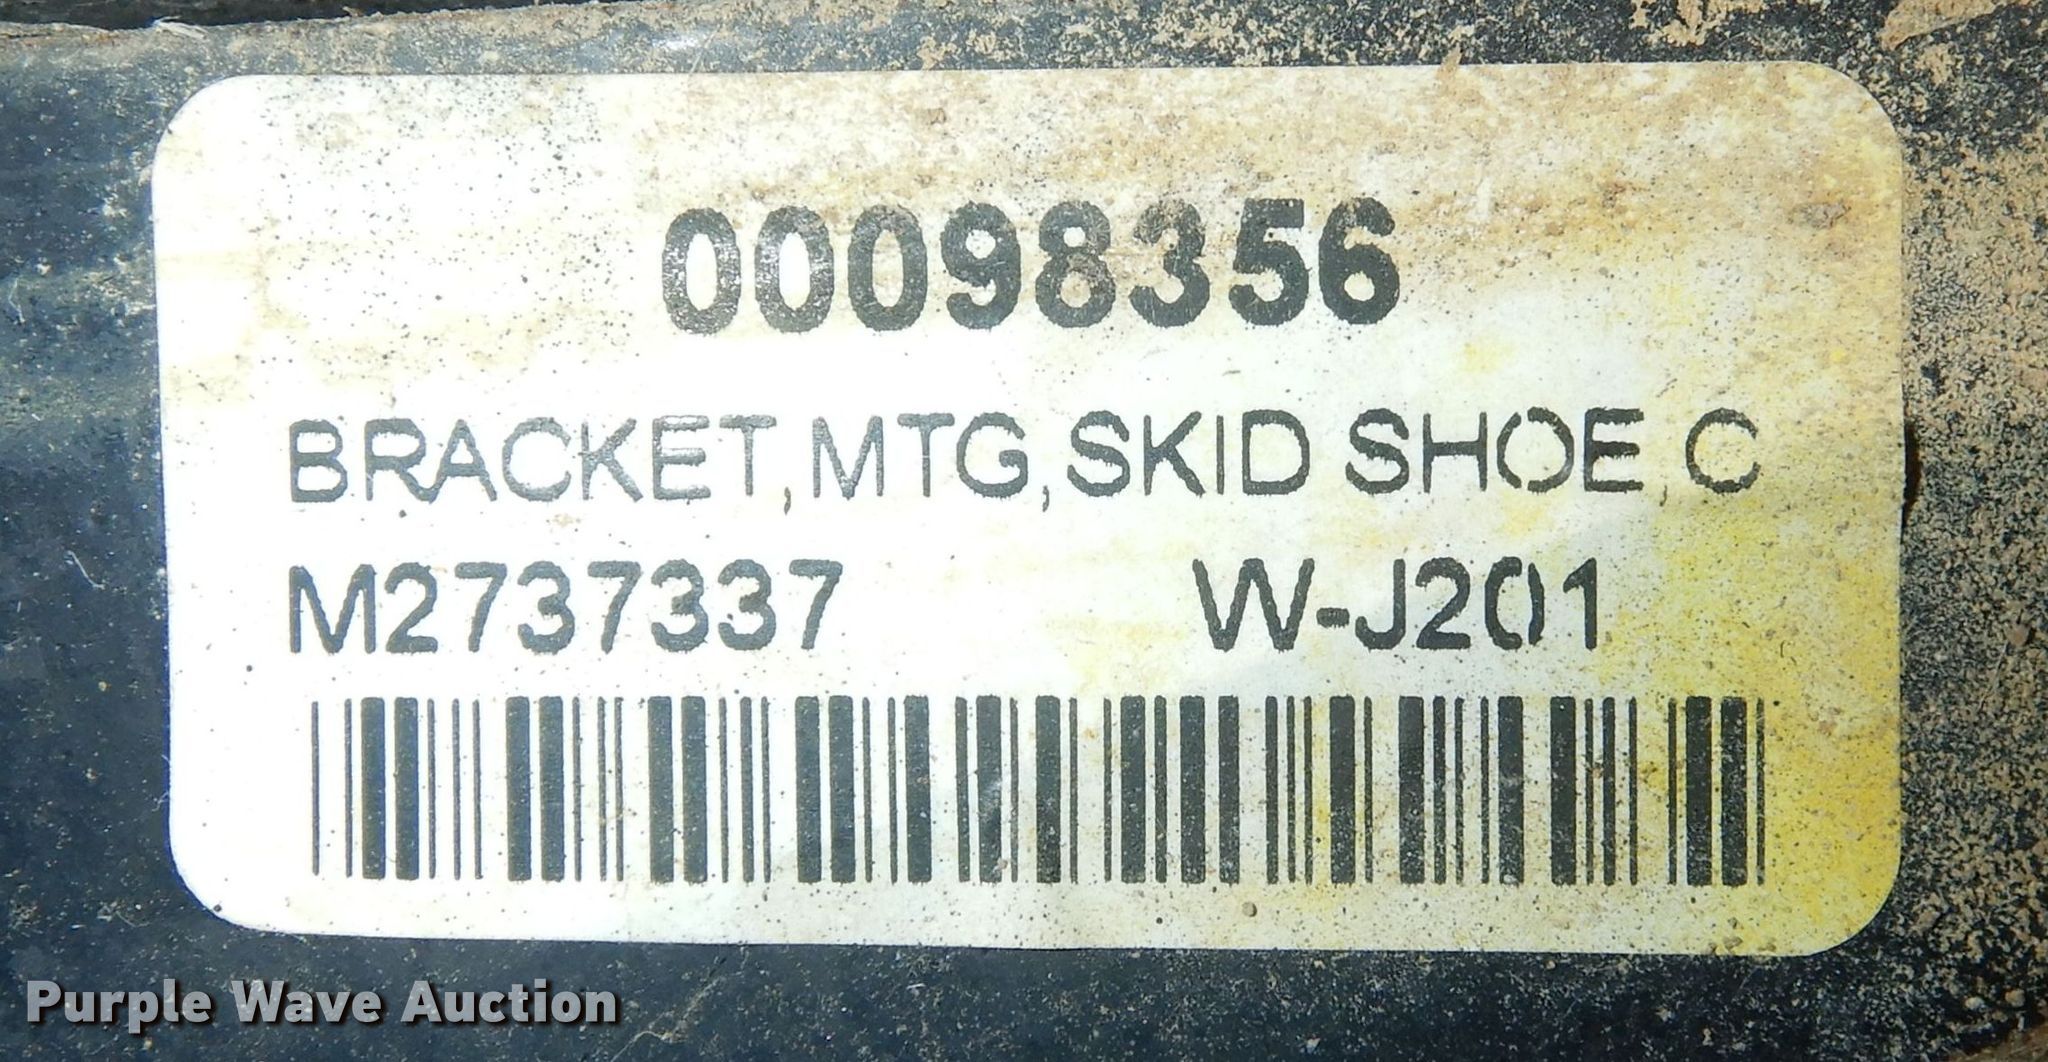 00098356
BRACKET,MTG,SKID SHOE, C
M2737337 W-J201
Purple Wave Auction